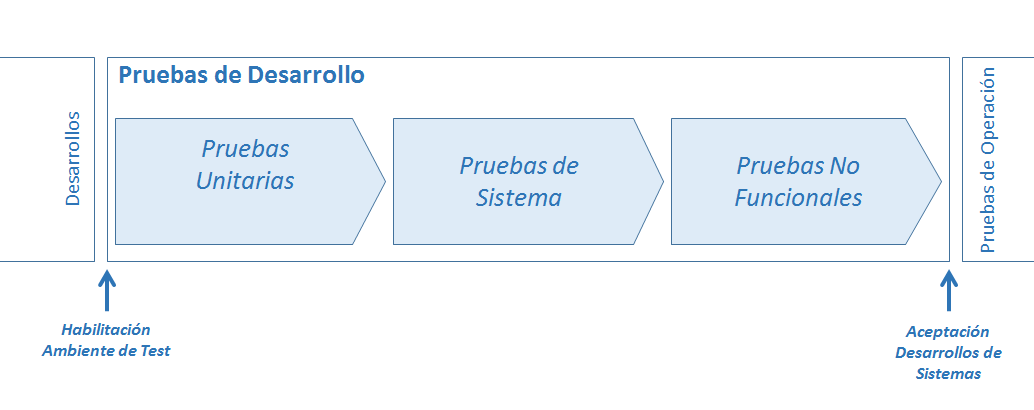 Pruebas de Desarrollo
Desarrollos
Pruebas
Unitarias
Pruebas de
Sistema
Pruebas No
Funcionales
Pruebas de Operación
Habilitación
Ambiente de Test
Aceptación
Desarrollos de
Sistemas